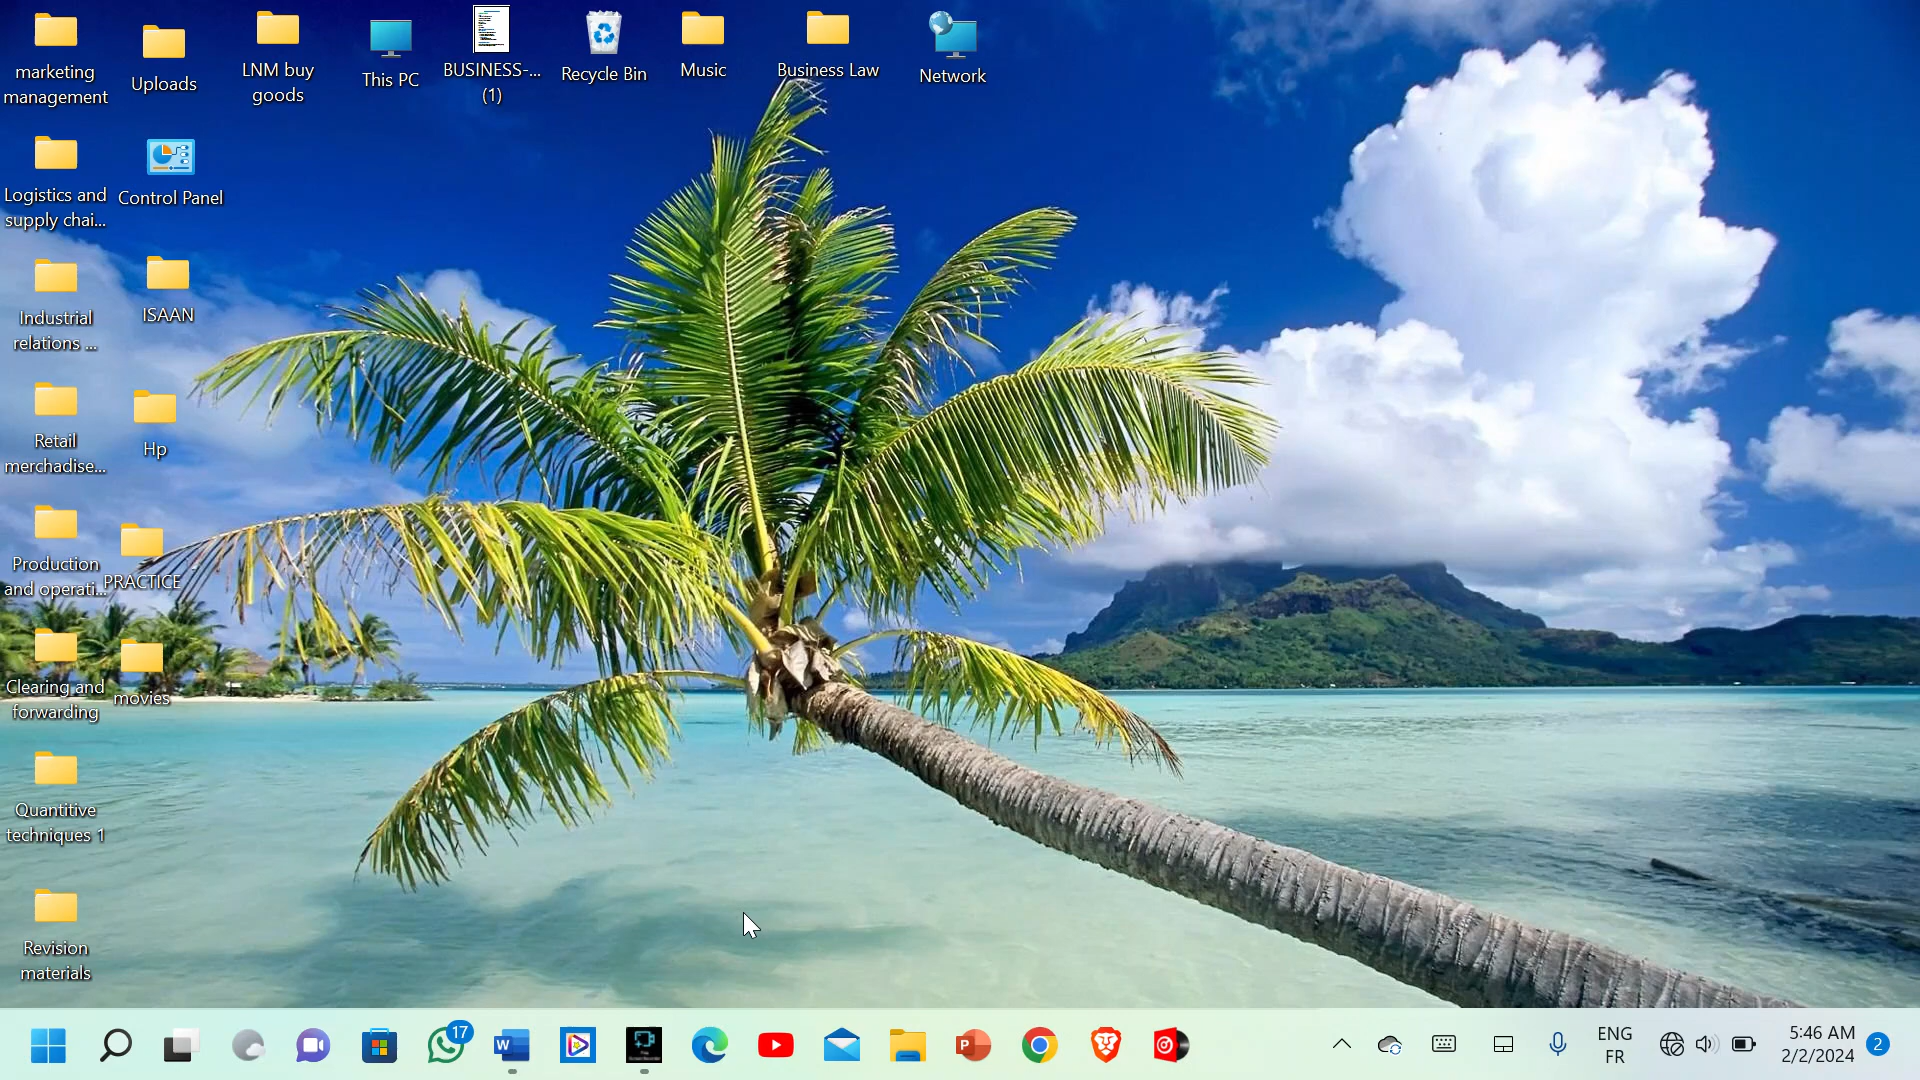 marketing
management
Uploads
LNM buy
goods
This PC
BUSINESS-...
(1)
Recycle Bin
Music
Business Law
Network
Logistics and
supply chai...
Control Panel
Industrial
relations ...
ISAAN
Retail
merchadise...
Hp
Production
and operati...
PRACTICE
Clearing and
forwarding
movies
Quantitive
techniques 1
Revision
materials
17
W
P
ENG
FR
5:46 AM
2/2/2024
2